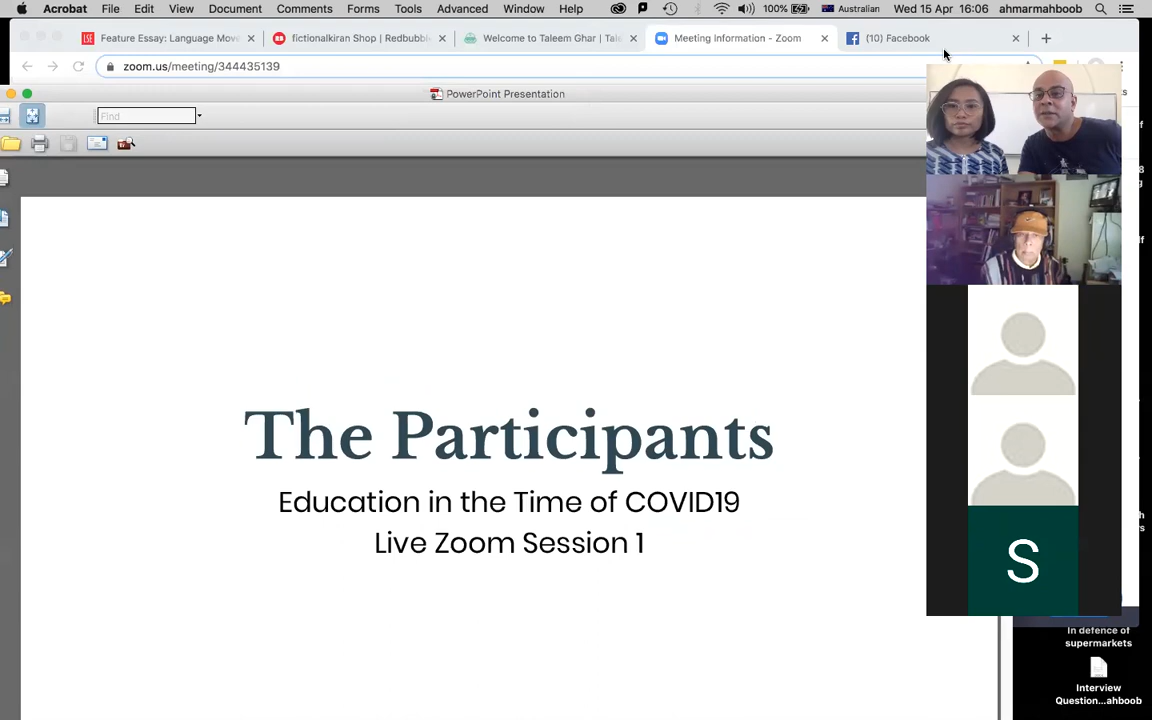 Acrobat File Edit View Document Comments Forms Tools Advanced Window Help 100% Australian Wed 15 Apr 16:06 ahmarmahboob
Feature Essay: Language Mov
fictionalkiran Shop | Redbubbl
Welcome to Taleem Ghar | Tal
Meeting Information - Zoom
(10) Facebook
zoom.us/meeting/344435139
PowerPoint Presentation
Find
The Participants
Education in the Time of COVID19
Live Zoom Session 1
S
In defence of
supermarkets
Interview
Question...ahboob